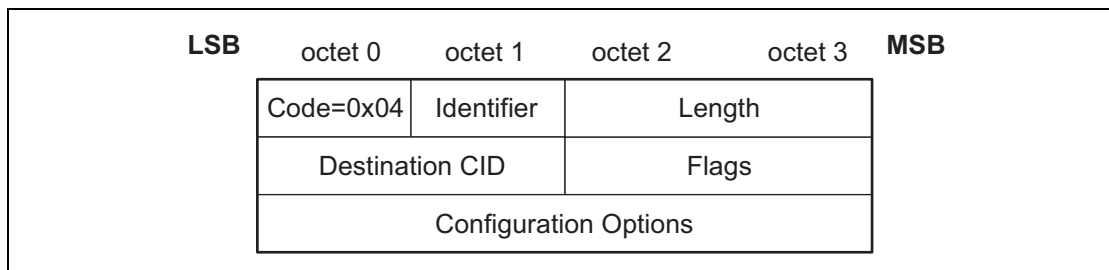 LSB octet 0 octet 1 octet 2 octet 3 MSB
Code=0x04 Identifier Length
Destination CID Flags
Configuration Options